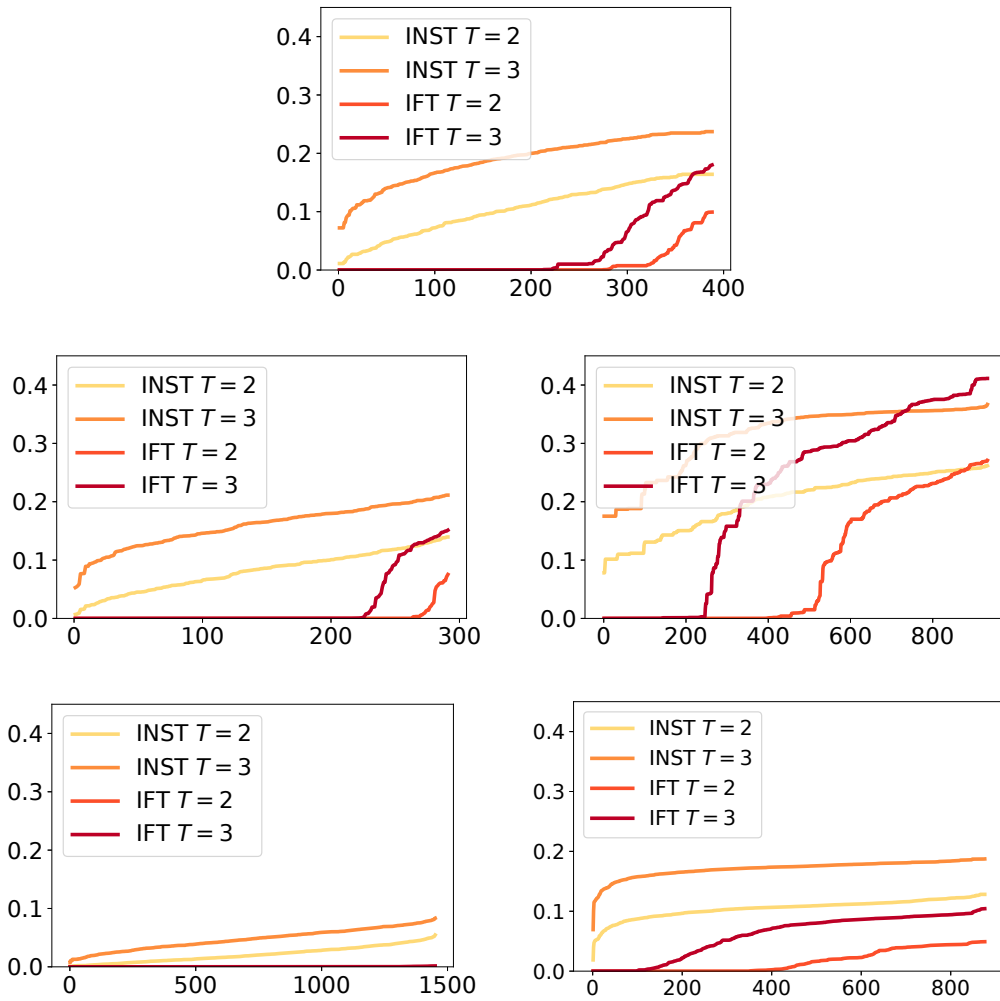 0.4
0.3
0.2
0.1
0.0
INST T = 2
INST T = 3
IFT T = 2
IFT T = 3
0 100 200 300 400
0.4
0.3
0.2
0.1
0.0
INST T = 2
INST T = 3
IFT T = 2
IFT T = 3
0 100 200 300
0.4
0.3
0.2
0.1
0.0
INST T = 2
INST T = 3
IFT T = 2
IFT T = 3
0 200 400 600 800
0.4
0.3
0.2
0.1
0.0
INST T = 2
INST T = 3
IFT T = 2
IFT T = 3
0 500 1000 1500
0.4
0.3
0.2
0.1
0.0
INST T = 2
INST T = 3
IFT T = 2
IFT T = 3
0 200 400 600 800